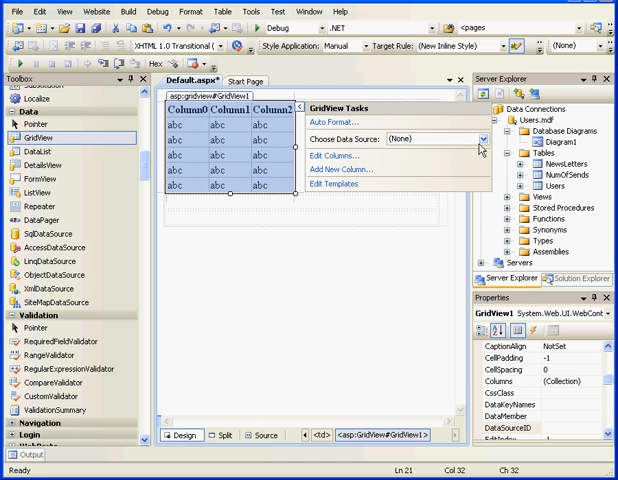 File Edit View Website Build Debug Format Table Tools Test Window Help
Debug .NET <pages
XHTML 1.0 Transitional ( Style Application: Manual Target Rule: (New Inline Style) (None)
Hex
Toolbox
Localize
Data
Pointer
GridView
DataList
DetailsView
FormView
ListView
Repeater
DataPager
SqlDataSource
AccessDataSource
LinqDataSource
ObjectDataSource
XmlDataSource
SiteMapDataSource
Validation
Pointer
RequiredFieldValidator
RangeValidator
RegularExpressionValidator
CompareValidator
CustomValidator
ValidationSummary
Navigation
Login
Output
Default.aspx* Start Page
asp:gridview#GridView1
Column0 Column1 Column2
abc abc abc
abc abc abc
abc abc abc
abc abc abc
abc abc abc
GridView Tasks
Auto Format...
Choose Data Source: (None)
Edit Columns...
Add New Column...
Edit Templates
Design Split Source <td> <asp:GridView#GridView1>
Server Explorer
Data Connections
Users.mdf
Database Diagrams
Diagram1
Tables
NewsLetters
NumOfSends
Users
Views
Stored Procedures
Functions
Synonyms
Types
Assemblies
Servers
Server Explorer Solution Explorer
Properties
GridView1 System.Web.UI.WebCont
CaptionAlign NotSet
CellPadding -1
CellSpacing 0
Columns (Collection)
CssClass
DataKeyNames
DataMember
DataSourceID
EditIndex -1
Ready Ln 21 Col 32 Ch 32